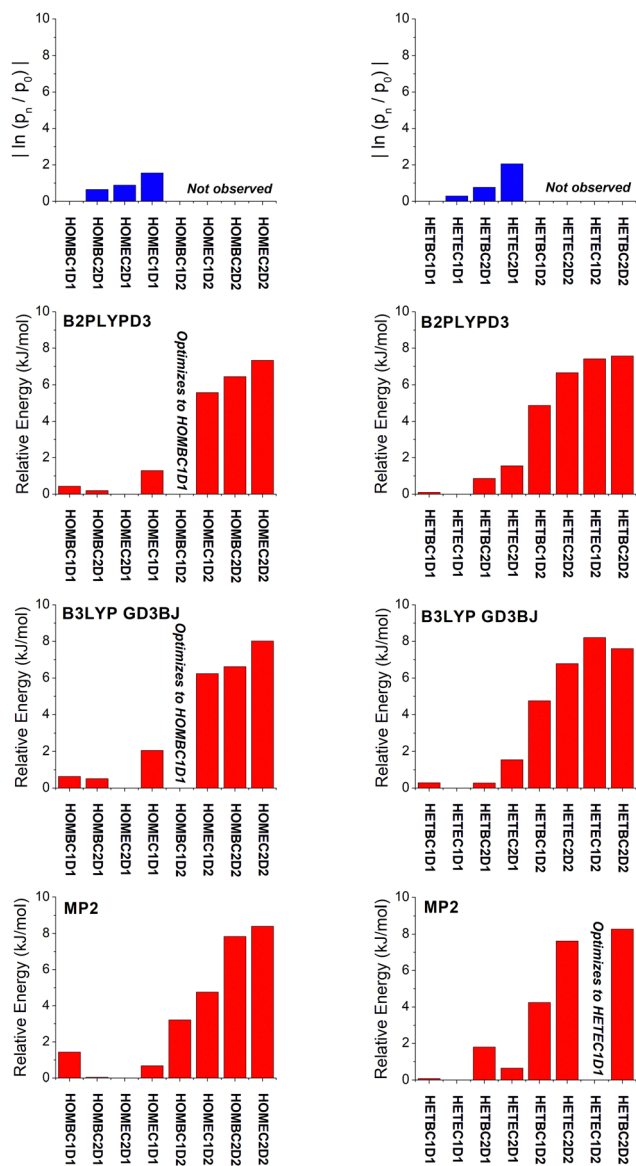 | ln (pn / p0) |
10
8
6
4
2
0
Not observed
HOMBC1D1
HOMBC2D1
HOMEC2D1
HOMEC1D1
HOMBC1D2
HOMEC1D2
HOMBC2D2
HOMEC2D2
| ln (pn / p0) |
10
8
6
4
2
0
Not observed
HETBC1D1
HETEC1D1
HETBC2D1
HETEC2D1
HETBC1D2
HETEC2D2
HETEC1D2
HETBC2D2
B2PLYPD3
Relative Energy (kJ/mol)
10
8
6
4
2
0
Optimizes to HOMBC1D1
HOMBC1D1
HOMBC2D1
HOMEC2D1
HOMEC1D1
HOMBC1D2
HOMEC1D2
HOMBC2D2
HOMEC2D2
B2PLYPD3
Relative Energy (kJ/mol)
10
8
6
4
2
0
HETBC1D1
HETEC1D1
HETBC2D1
HETEC2D1
HETBC1D2
HETEC2D2
HETEC1D2
HETBC2D2
B3LYP GD3BJ
Relative Energy (kJ/mol)
10
8
6
4
2
0
Optimizes to HOMBC1D1
HOMBC1D1
HOMBC2D1
HOMEC2D1
HOMEC1D1
HOMBC1D2
HOMEC1D2
HOMBC2D2
HOMEC2D2
B3LYP GD3BJ
Relative Energy (kJ/mol)
10
8
6
4
2
0
HETBC1D1
HETEC1D1
HETBC2D1
HETEC2D1
HETBC1D2
HETEC2D2
HETEC1D2
HETBC2D2
MP2
Relative Energy (kJ/mol)
10
8
6
4
2
0
HOMBC1D1
HOMBC2D1
HOMEC2D1
HOMEC1D1
HOMBC1D2
HOMEC1D2
HOMBC2D2
HOMEC2D2
MP2
Relative Energy (kJ/mol)
10
8
6
4
2
0
Optimizes to HETEC1D1
HETBC1D1
HETEC1D1
HETBC2D1
HETEC2D1
HETBC1D2
HETEC2D2
HETEC1D2
HETBC2D2